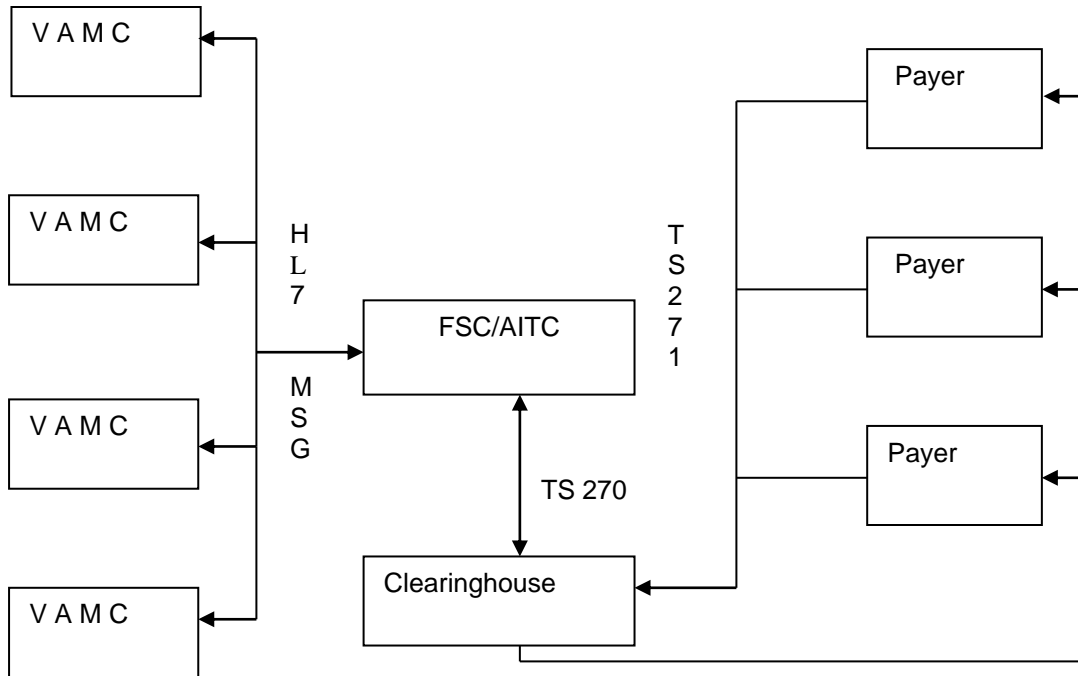 V A M C
V A M C
V A M C
V A M C
H
L
7
M
S
G
FSC/AITC
TS 270
Clearinghouse
T
S
2
7
1
Payer
Payer
Payer